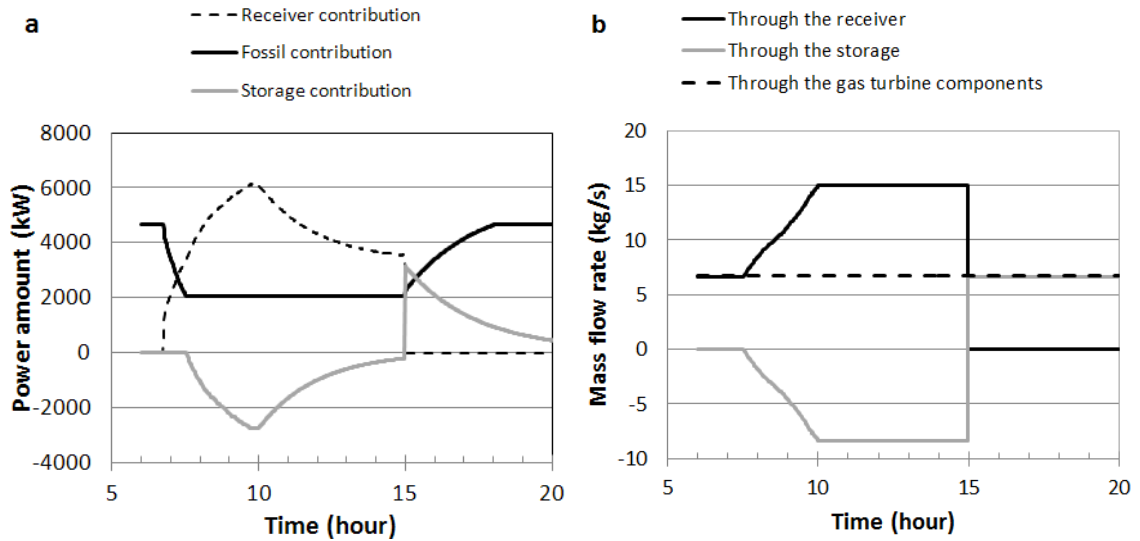 a
Receiver contribution
Fossil contribution
Storage contribution
8000
6000
4000
2000
0
-2000
-4000
Power amount (kW)
5
10
15
20
Time (hour)
b
Through the receiver
Through the storage
Through the gas turbine components
20
15
10
5
0
-5
-10
Mass flow rate (kg/s)
5
10
15
20
Time (hour)